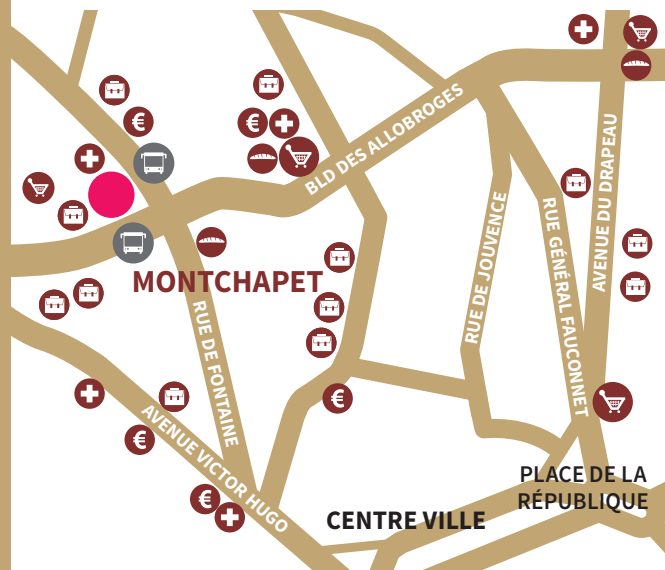 BLD DES ALLOBROGES
AVENUE DU DRAPEAU
RUE DE JOUVENCE
RUE GÉNÉRAL FAUCONNET
MONTCHAPET
RUE DE FONTAINE
AVENUE VICTOR HUGO
PLACE DE LA
RÉPUBLIQUE
CENTRE VILLE
€
€
€
€
€